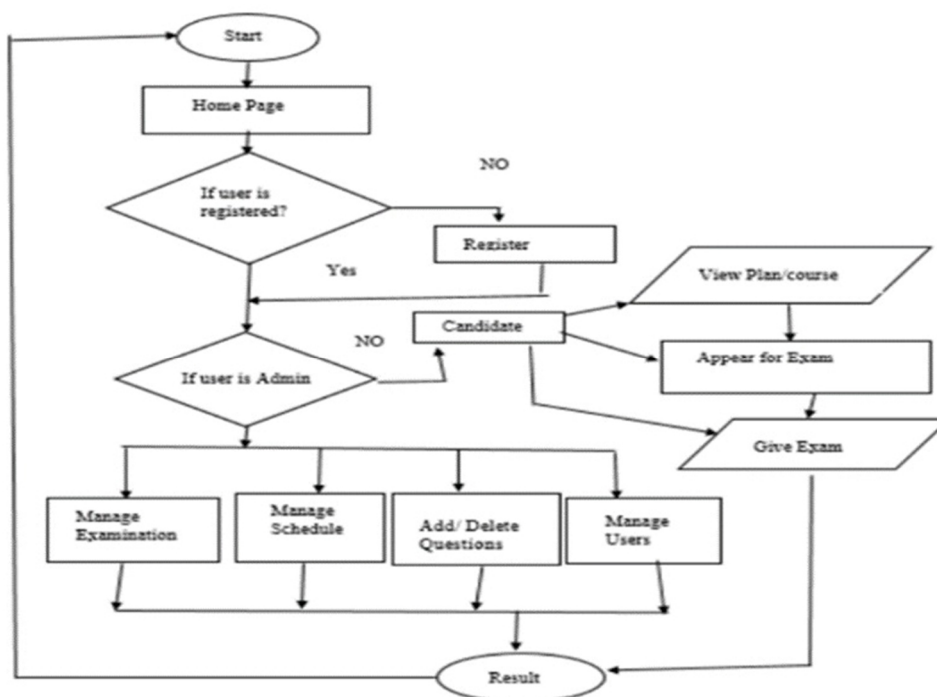 Start
Home Page
NO
If user is
registered?
Register
Yes
View Plan/course
Candidate
NO
Appear for Exam
If user is Admin
Give Exam
Manage
Examination
Manage
Schedule
Add/ Delete
Questions
Manage
Users
Result